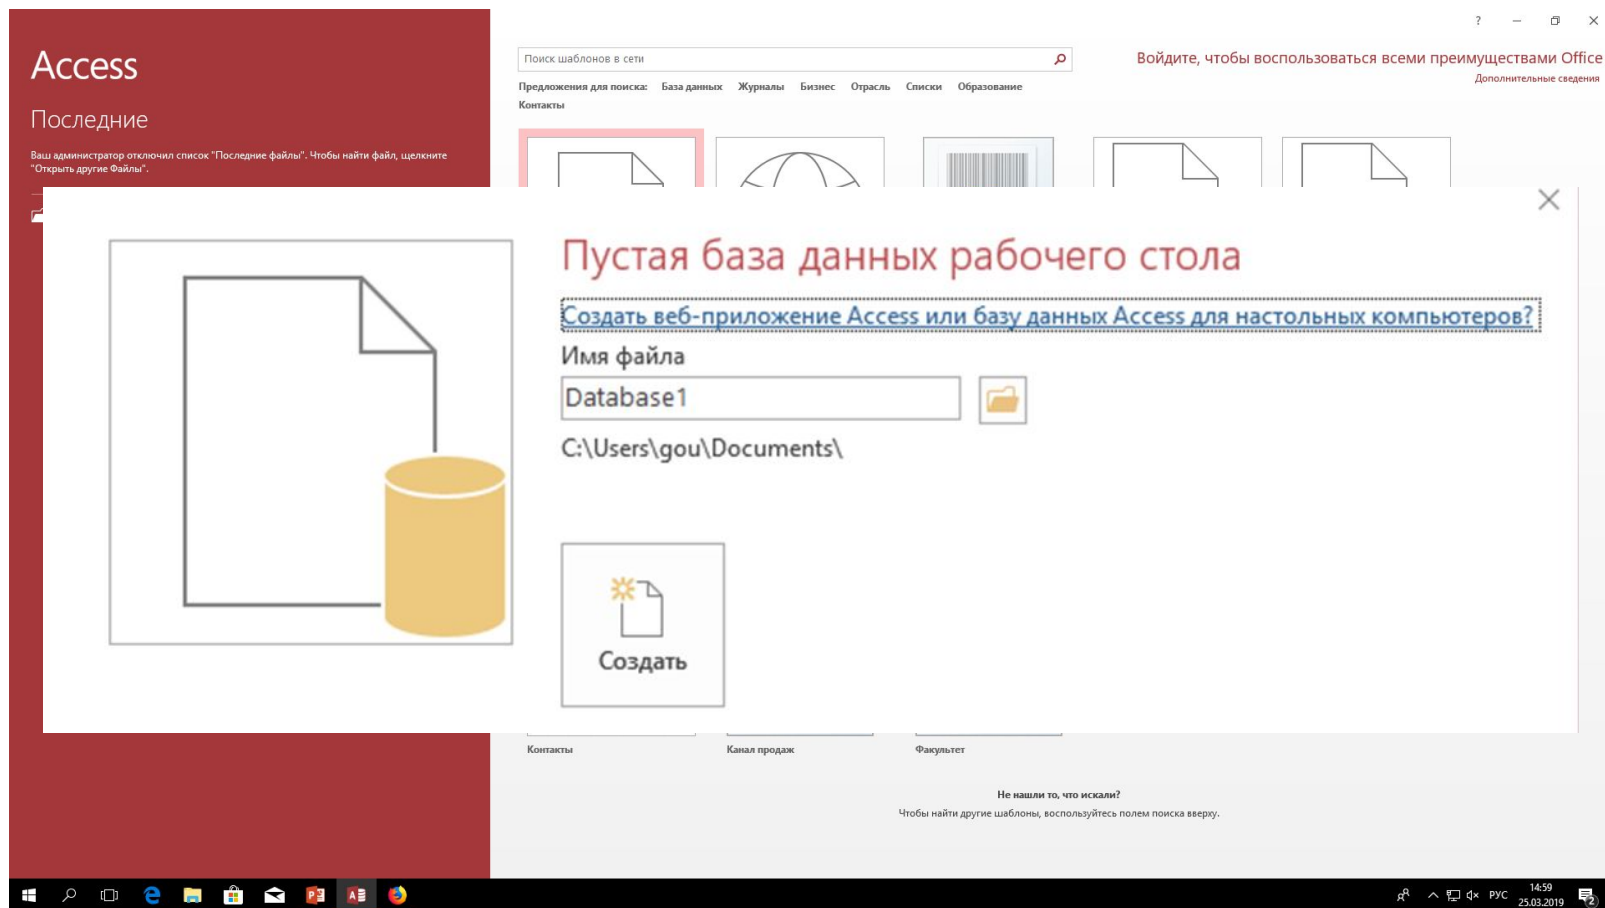 Access
Последние
Ваш администратор отключил список "Последние файлы". Чтобы найти файл, щелкните
"Открыть другие Файлы".
?
Поиск шаблонов в сети
Войдите, чтобы воспользоваться всеми преимуществами Office
Дополнительные сведения
Предложения для поиска: База данных Журналы Бизнес Отрасль Списки Образование
Контакты
Пустая база данных рабочего стола
Создать веб-приложение Access или базу данных Access для настольных компьютеров?
Имя файла
Database1
C:\Users\gou\Documents\
Создать
Контакты Канал продаж Факультет
Не нашли то, что искали?
Чтобы найти другие шаблоны, воспользуйтесь полем поиска вверху.
РУС
14:59
25.03.2019
2